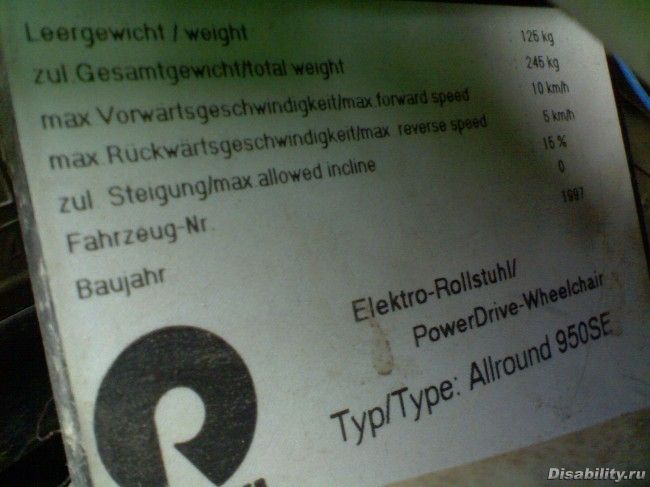 Leergewicht / weight : 125 kg
zul.Gesamtgewicht/total weight : 245 kg
max.Vorwärtsgeschwindigkeit/max.forward speed : 10 km/h
max.Rückwärtsgeschwindigkeit/max. reverse speed : 5 km/h
zul. Steigung/max.allowed incline : 15 %
Fahrzeug-Nr. 0
Baujahr 1997
Elektro-Rollstuhl/
PowerDrive-Wheelchair
Typ/Type: Allround 950SE
Disability.ru